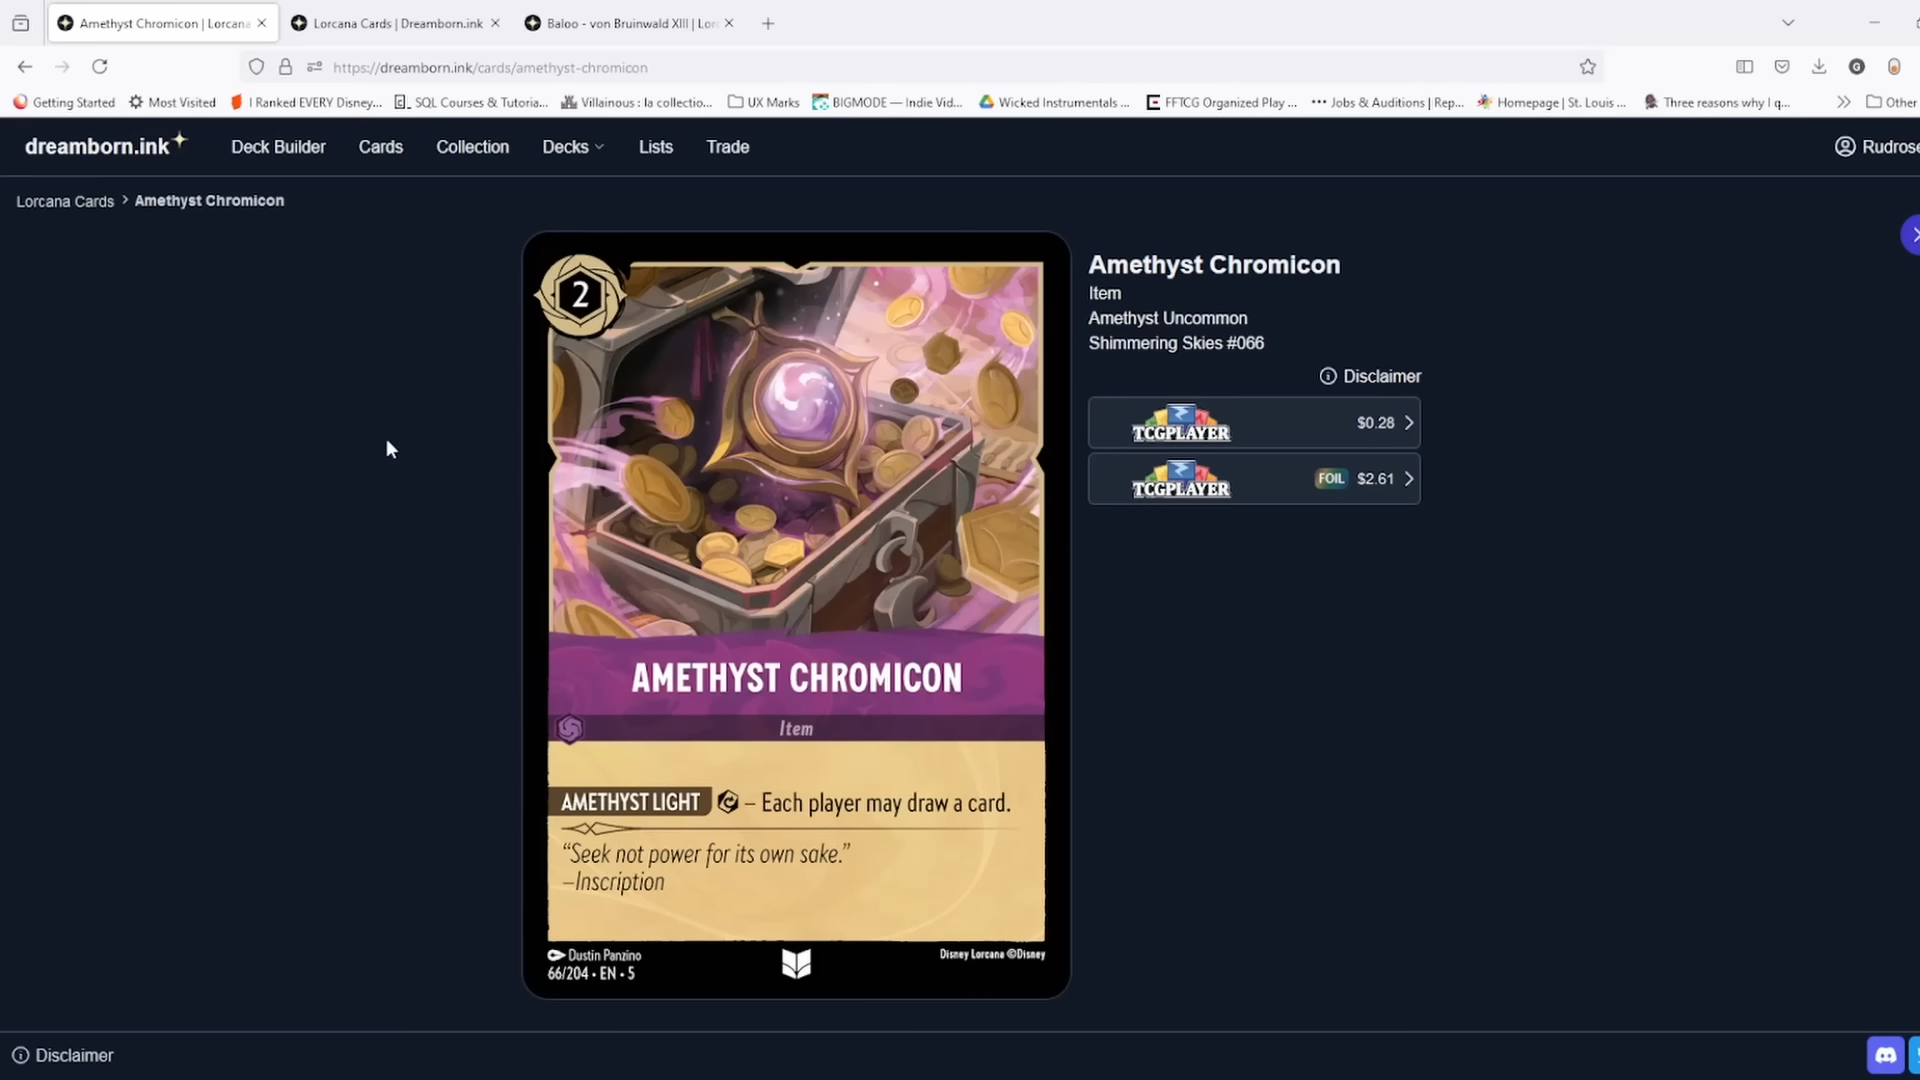 Amethyst Chromicon | Lorcana
Lorcana Cards | Dreamborn.ink
Baloo - von Bruinwald XIII | Lor
https://dreamborn.ink/cards/amethyst-chromicon
Getting Started
Most Visited
I Ranked EVERY Disney...
SQL Courses & Tutoria...
Villainous : la collectio...
UX Marks
BIGMODE — Indie Vid...
Wicked Instrumentals ...
FFTCG Organized Play ...
Jobs & Auditions | Rep...
Homepage | St. Louis ...
Three reasons why I q...
Other
dreamborn.ink
Deck Builder
Cards
Collection
Decks
Lists
Trade
Rudrose
Lorcana Cards > Amethyst Chromicon
2
AMETHYST CHROMICON
Item
AMETHYST LIGHT – Each player may draw a card.
“Seek not power for its own sake.”
–Inscription
Dustin Panzino
66/204 • EN • 5
Disney Lorcana ©Disney
Amethyst Chromicon
Item
Amethyst Uncommon
Shimmering Skies #066
Disclaimer
TCGPLAYER $0.28
TCGPLAYER FOIL $2.61
Disclaimer